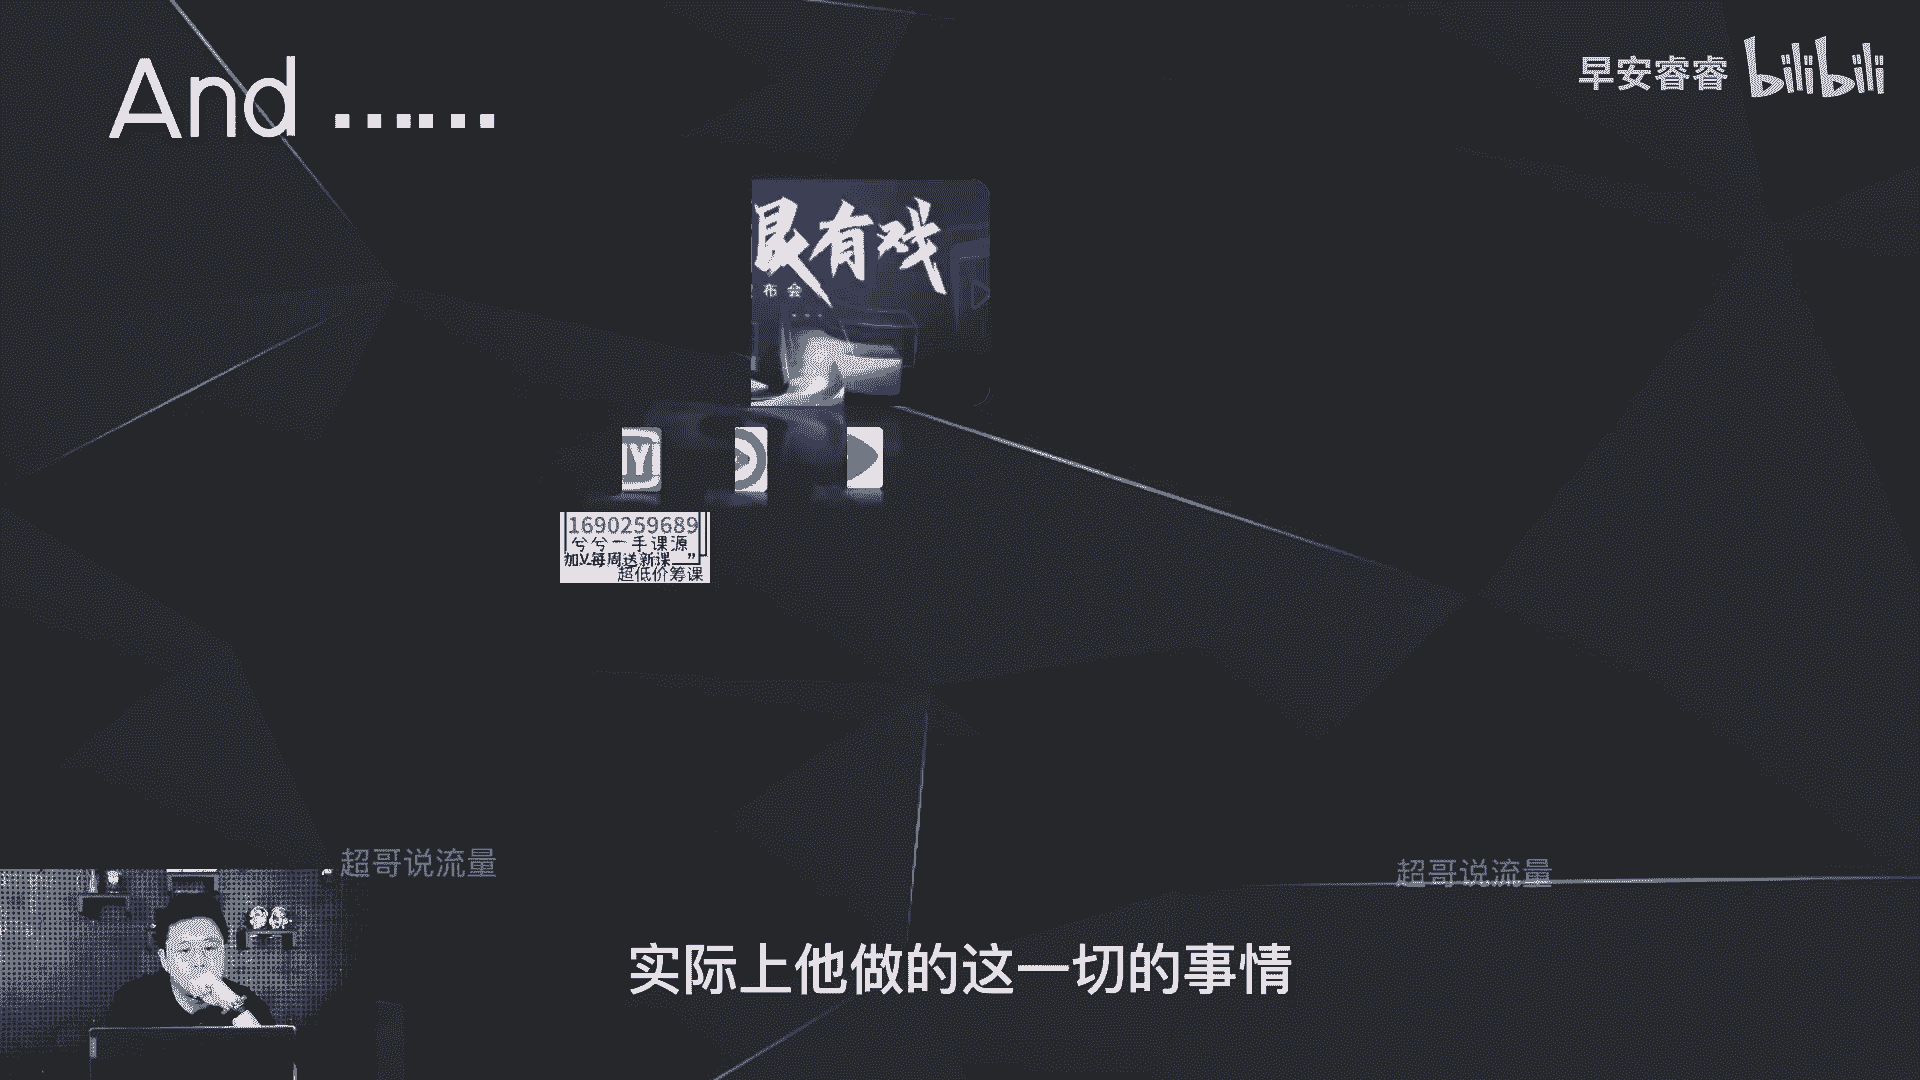 And ……
早安睿睿 bilibili
良有戏
布会
1690259689
兮兮一手课源
加V每周送新课”
超低价筹课
超哥说流量
超哥说流量
实际上他做的这一切的事情